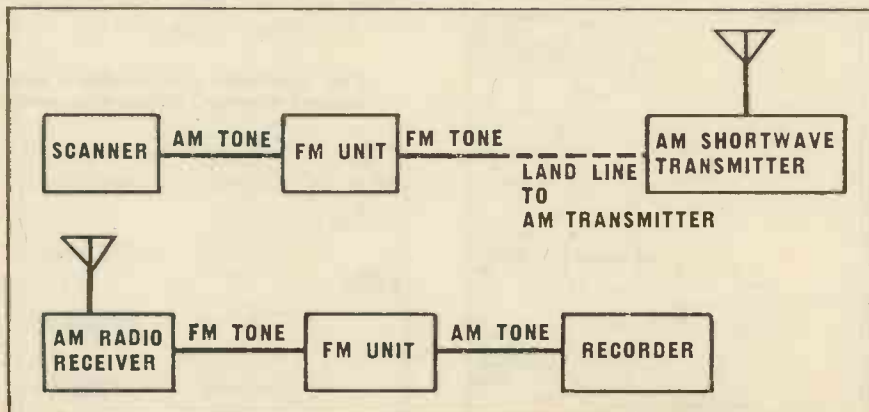 SCANNER
AM TONE
FM UNIT
FM TONE
LAND LINE
TO
AM TRANSMITTER
AM SHORTWAVE
TRANSMITTER
AM RADIO
RECEIVER
FM TONE
FM UNIT
AM TONE
RECORDER